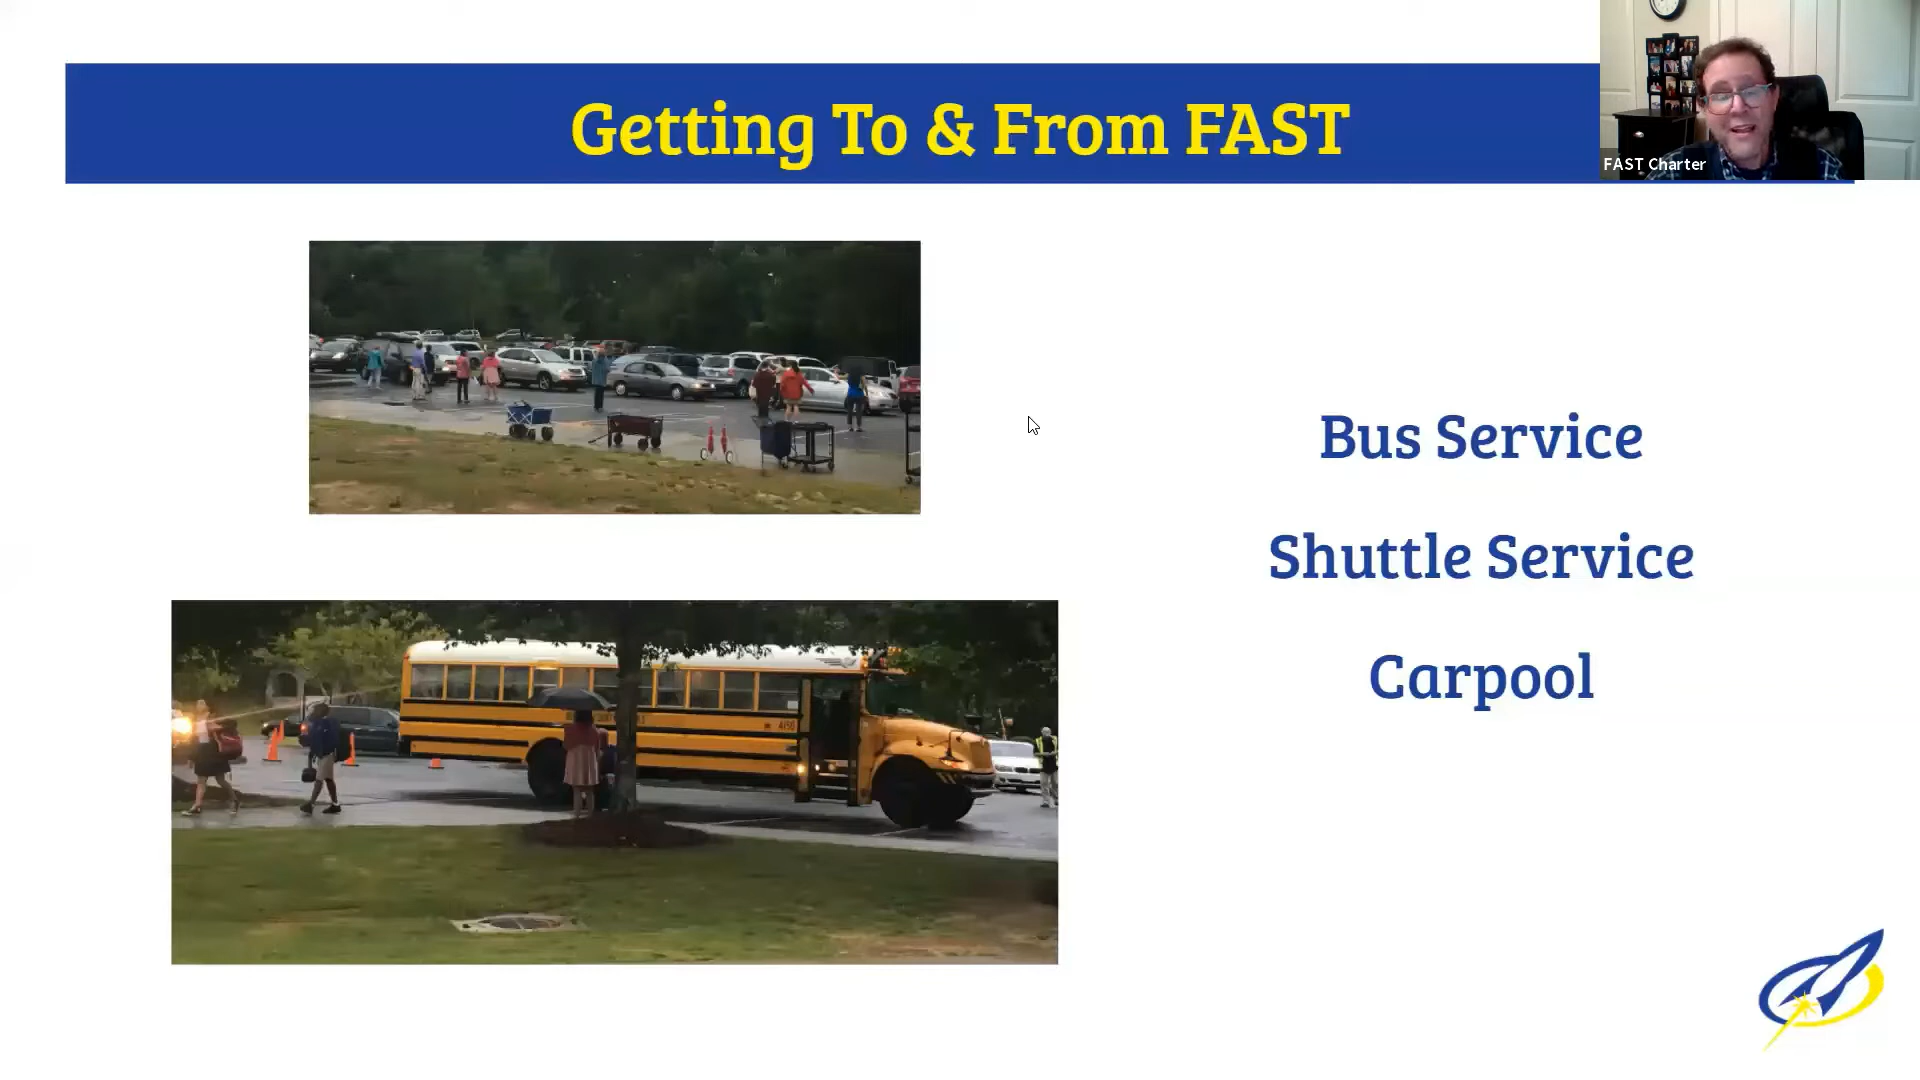 Getting To & From FAST
FAST Charter
Bus Service
Shuttle Service
Carpool